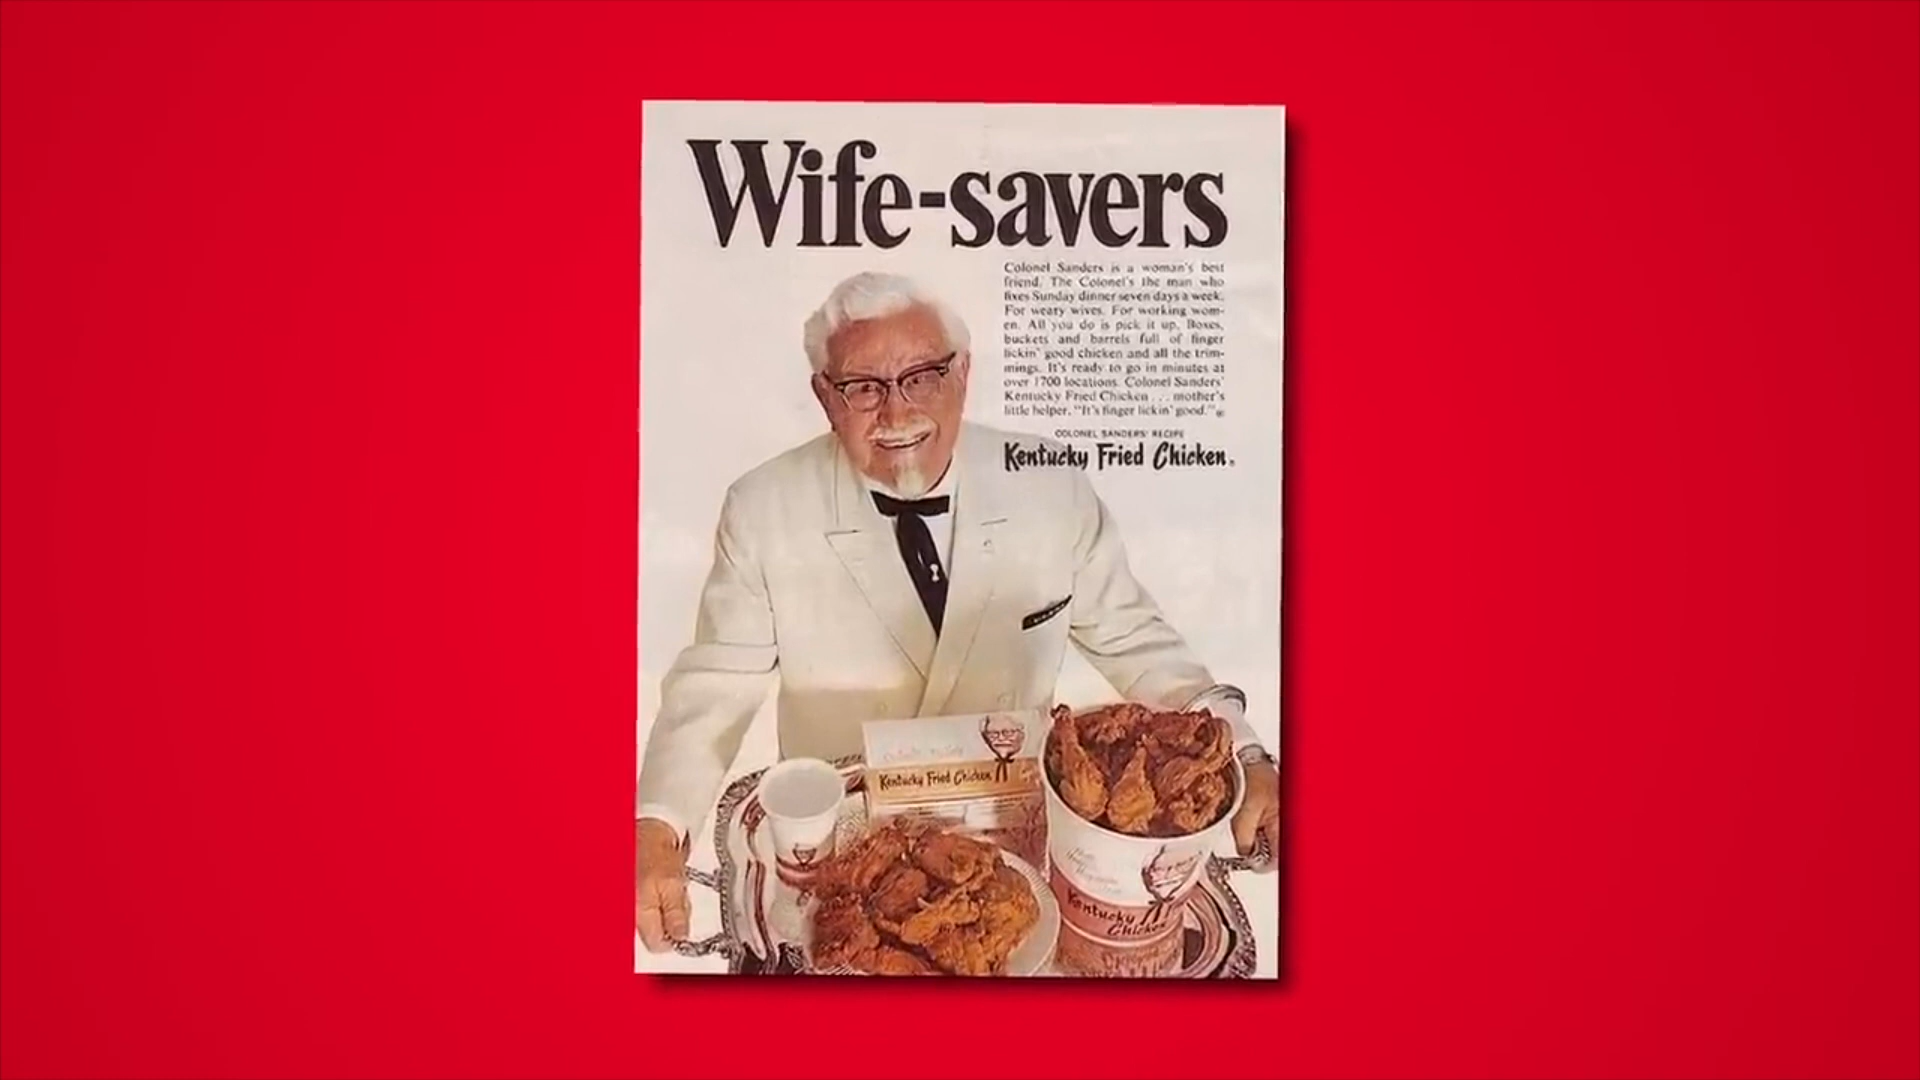 Wife-savers
Colonel Sanders is a woman's best
friend. The Colonel's the man who
fixes Sunday dinner seven days a week.
For weary wives. For working wom-
en. All you do is pick it up. Boxes,
buckets and barrels full of finger
lickin' good chicken and all the trim-
mings. It's ready to go in minutes at
over 1700 locations. Colonel Sanders'
Kentucky Fried Chicken . . . mother's
little helper. "It's finger lickin' good."®
COLONEL SANDERS' RECIPE
Kentucky Fried Chicken®
Kentucky Fried Chicken
Kentucky
Chicken